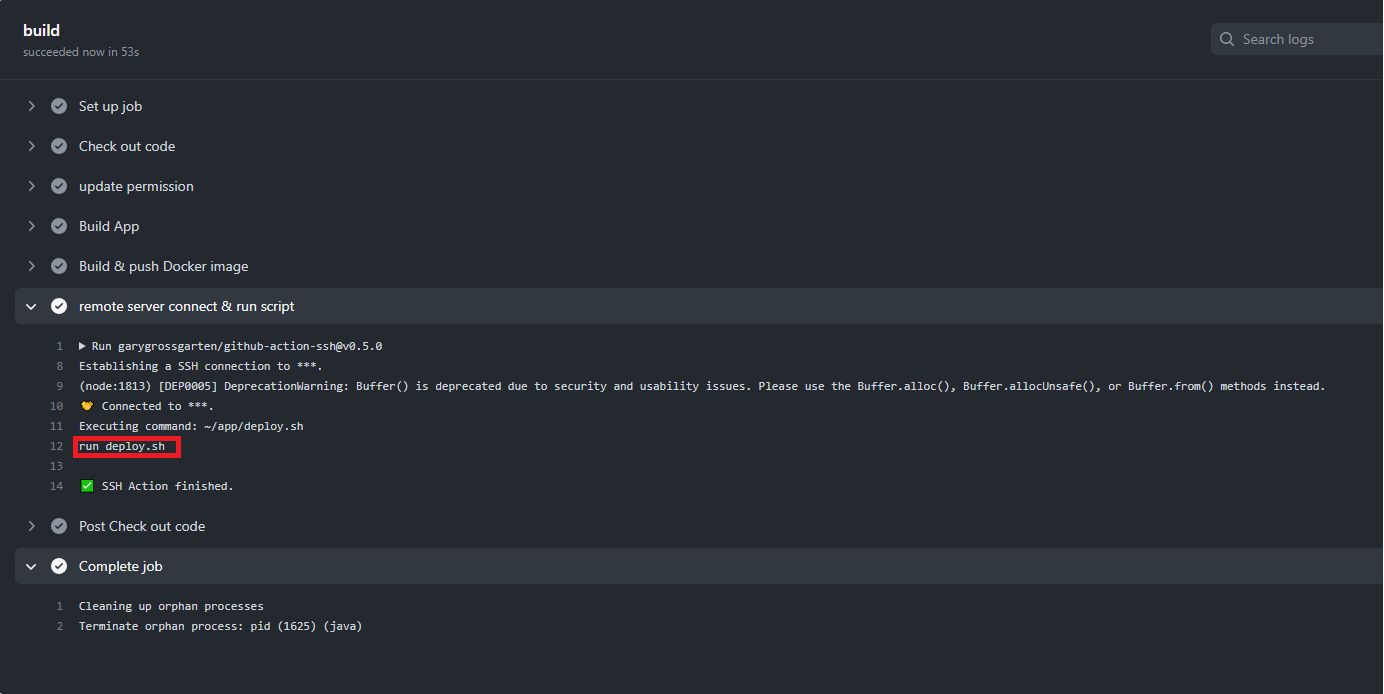 build
succeeded now in 53s
Search logs
Set up job
Check out code
update permission
Build App
Build & push Docker image
remote server connect & run script
1 Run garygrossgarten/github-action-ssh@v0.5.0
8 Establishing a SSH connection to ***.
9 (node:1813) [DEP0005] DeprecationWarning: Buffer() is deprecated due to security and usability issues. Please use the Buffer.alloc(), Buffer.allocUnsafe(), or Buffer.from() methods instead.
10 🤝 Connected to ***.
11 Executing command: ~/app/deploy.sh
12 run deploy.sh
13
14 ✅ SSH Action finished.
Post Check out code
Complete job
1 Cleaning up orphan processes
2 Terminate orphan process: pid (1625) (java)